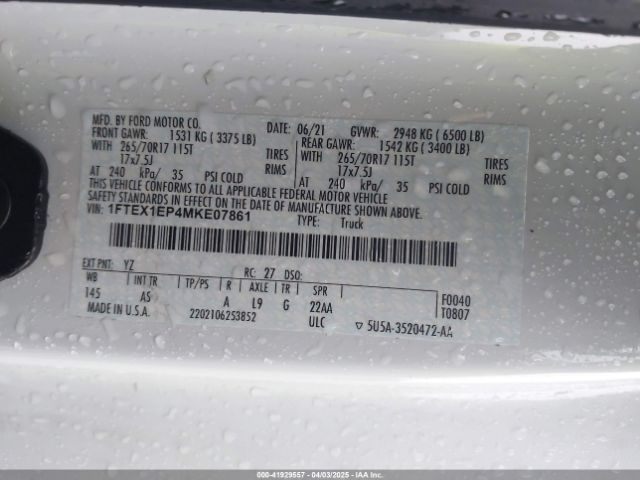 MFD. BY FORD MOTOR CO. 06/21 GVWR: 2948 KG ( 6500 LB)
FRONT GAWR: 1531 KG ( 3375 LB) REAR GAWR: 1542 KG ( 3400 LB)
WITH 265/70R17 115T TIRES WITH 265/70R17 115T TIRES
17x7.5J RIMS 17x7.5J RIMS
AT 240 kPa/ 35 PSI COLD AT 240 kPa/ 35 PSI COLD
THIS VEHICLE CONFORMS TO ALL APPLICABLE FEDERAL MOTOR VEHICLE
SAFETY STANDARDS IN EFFECT ON THE DATE OF MANUFACTURE SHOWN ABOVE.
VIN: 1FTEX1EP4MKE07861 TYPE: Truck
EXT PNT: YZ RC: 27 DSO:
WB INT TR TP/PS R AXLE TR SPR F0040
145 AS A L9 G 22AA T0807
MADE IN U.S.A. 2202106253852 ULC ▽ 5U5A-3520472-AA
000-41929557 - 04/03/2025 - IAAI.COM